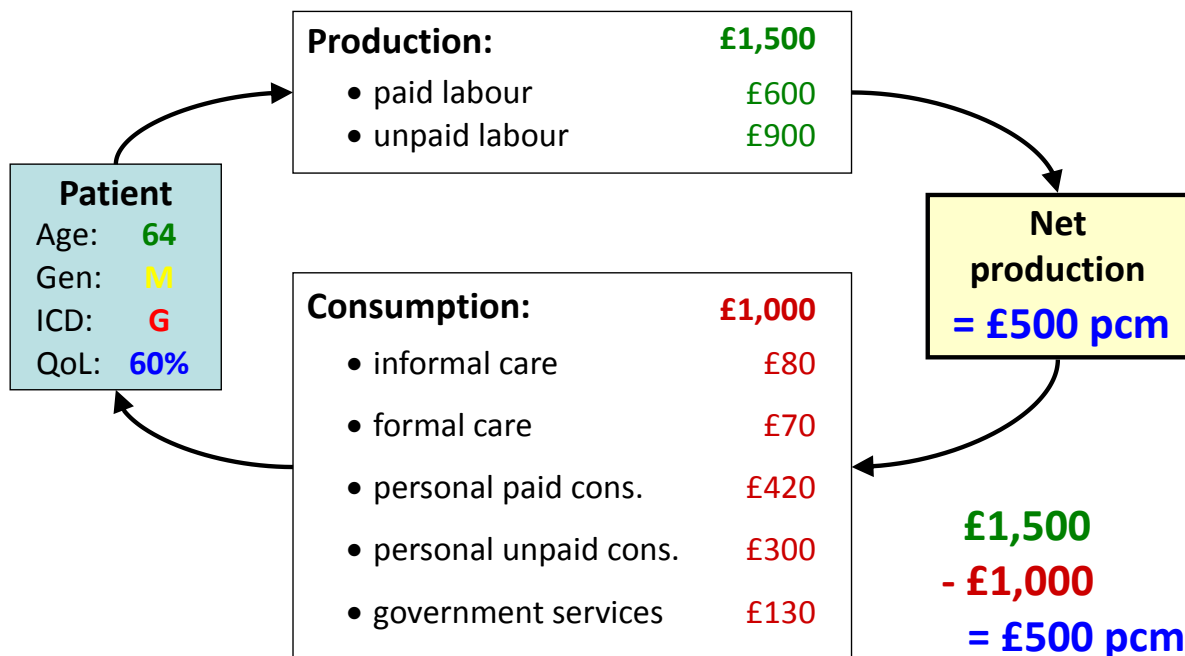 Production: £1,500
• paid labour £600
• unpaid labour £900
Patient
Age: 64
Gen: M
ICD: G
QoL: 60%
Net
production
= £500 pcm
Consumption: £1,000
• informal care £80
• formal care £70
• personal paid cons. £420
• personal unpaid cons. £300
• government services £130
£1,500
- £1,000
= £500 pcm